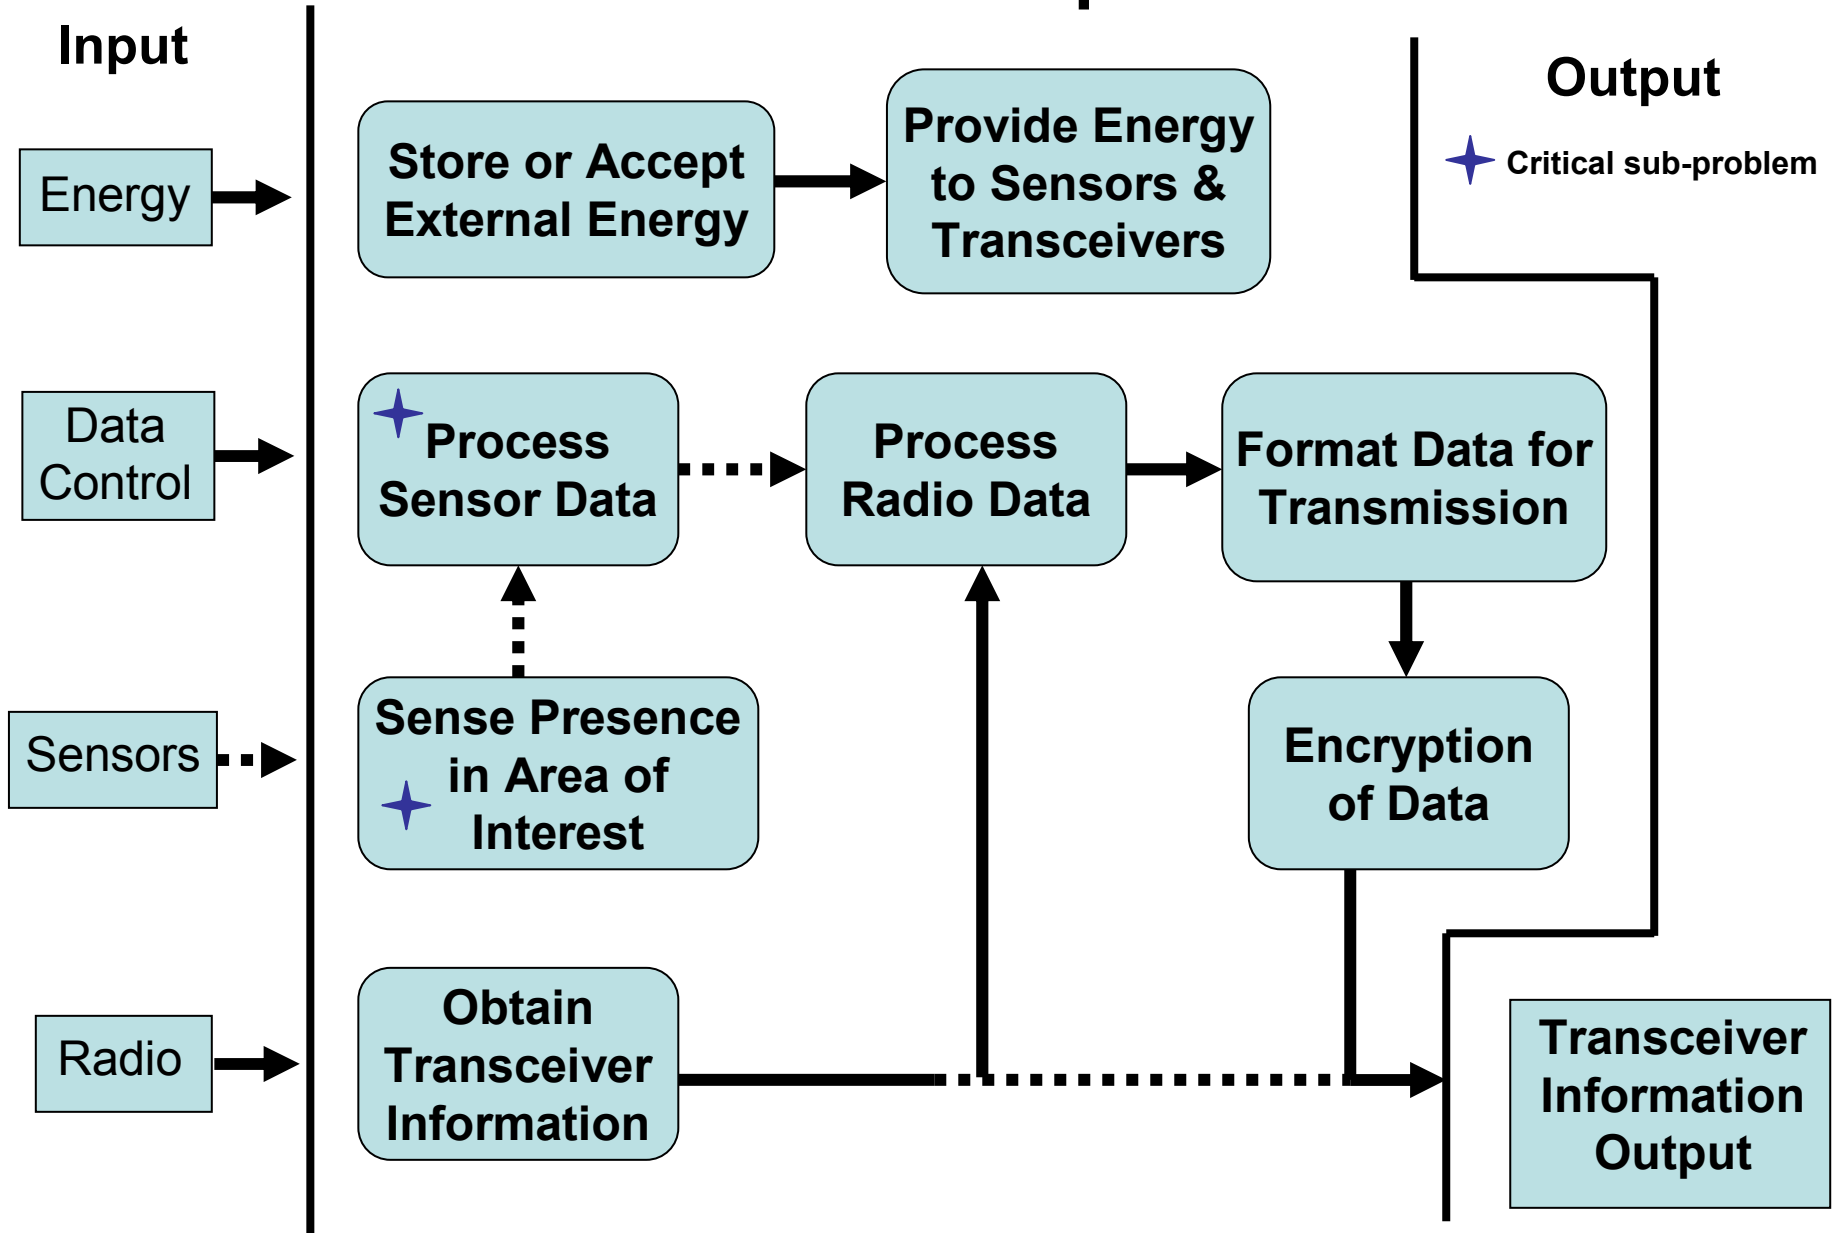 Input
Output
Critical sub-problem
Energy
Store or Accept
External Energy
Provide Energy
to Sensors &
Transceivers
Data
Control
Process
Sensor Data
Process
Radio Data
Format Data for
Transmission
Sensors
Sense Presence
in Area of
Interest
Encryption
of Data
Radio
Obtain
Transceiver
Information
Transceiver
Information
Output